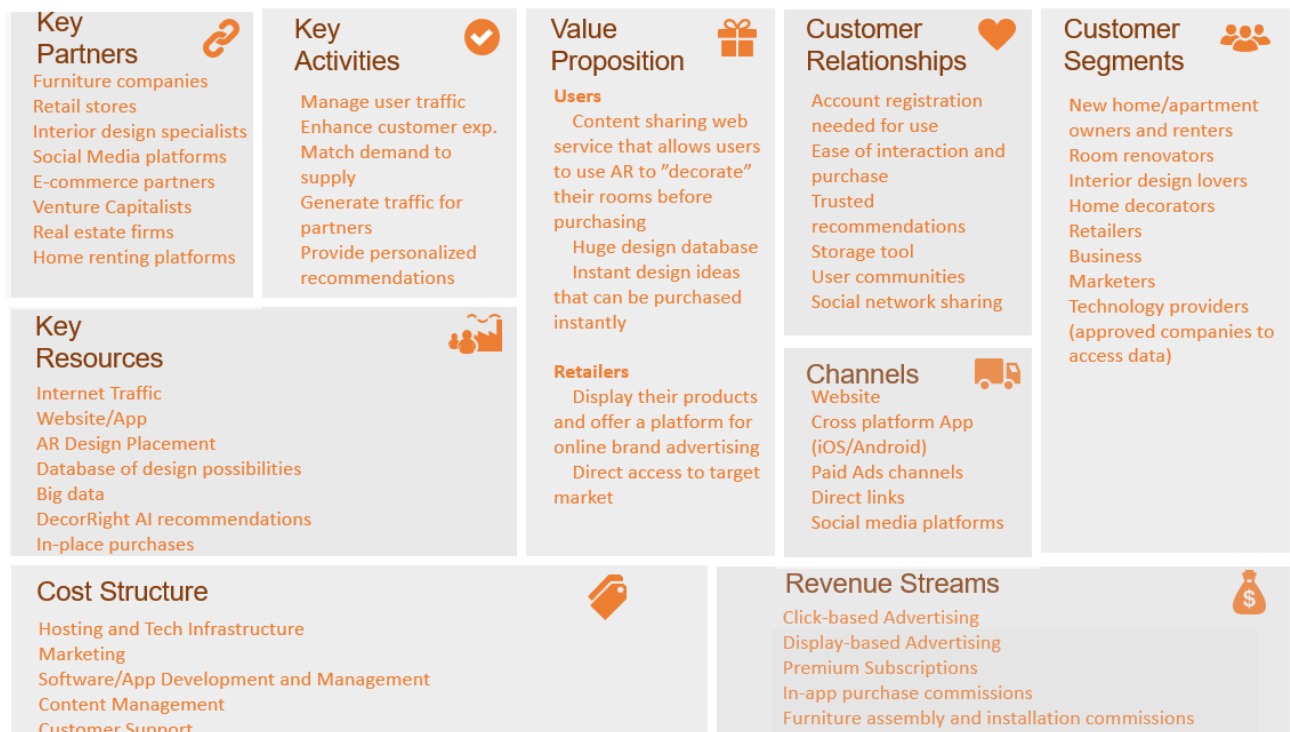 Key
Partners
Furniture companies
Retail stores
Interior design specialists
Social Media platforms
E-commerce partners
Venture Capitalists
Real estate firms
Home renting platforms
Key
Activities
Manage user traffic
Enhance customer exp.
Match demand to
supply
Generate traffic for
partners
Provide personalized
recommendations
Value
Proposition
Users
Content sharing web
service that allows users
to use AR to ”decorate”
their rooms before
purchasing
Huge design database
Instant design ideas
that can be purchased
instantly
Retailers
Display their products
and offer a platform for
online brand advertising
Direct access to target
market
Customer
Relationships
Account registration
needed for use
Ease of interaction and
purchase
Trusted
recommendations
Storage tool
User communities
Social network sharing
Customer
Segments
New home/apartment
owners and renters
Room renovators
Interior design lovers
Home decorators
Retailers
Business
Marketers
Technology providers
(approved companies to
access data)
Key
Resources
Internet Traffic
Website/App
AR Design Placement
Database of design possibilities
Big data
DecorRight AI recommendations
In-place purchases
Channels
Website
Cross platform App
(iOS/Android)
Paid Ads channels
Direct links
Social media platforms
Cost Structure
Hosting and Tech Infrastructure
Marketing
Software/App Development and Management
Content Management
Customer Support
Revenue Streams
Click-based Advertising
Display-based Advertising
Premium Subscriptions
In-app purchase commissions
Furniture assembly and installation commissions
$